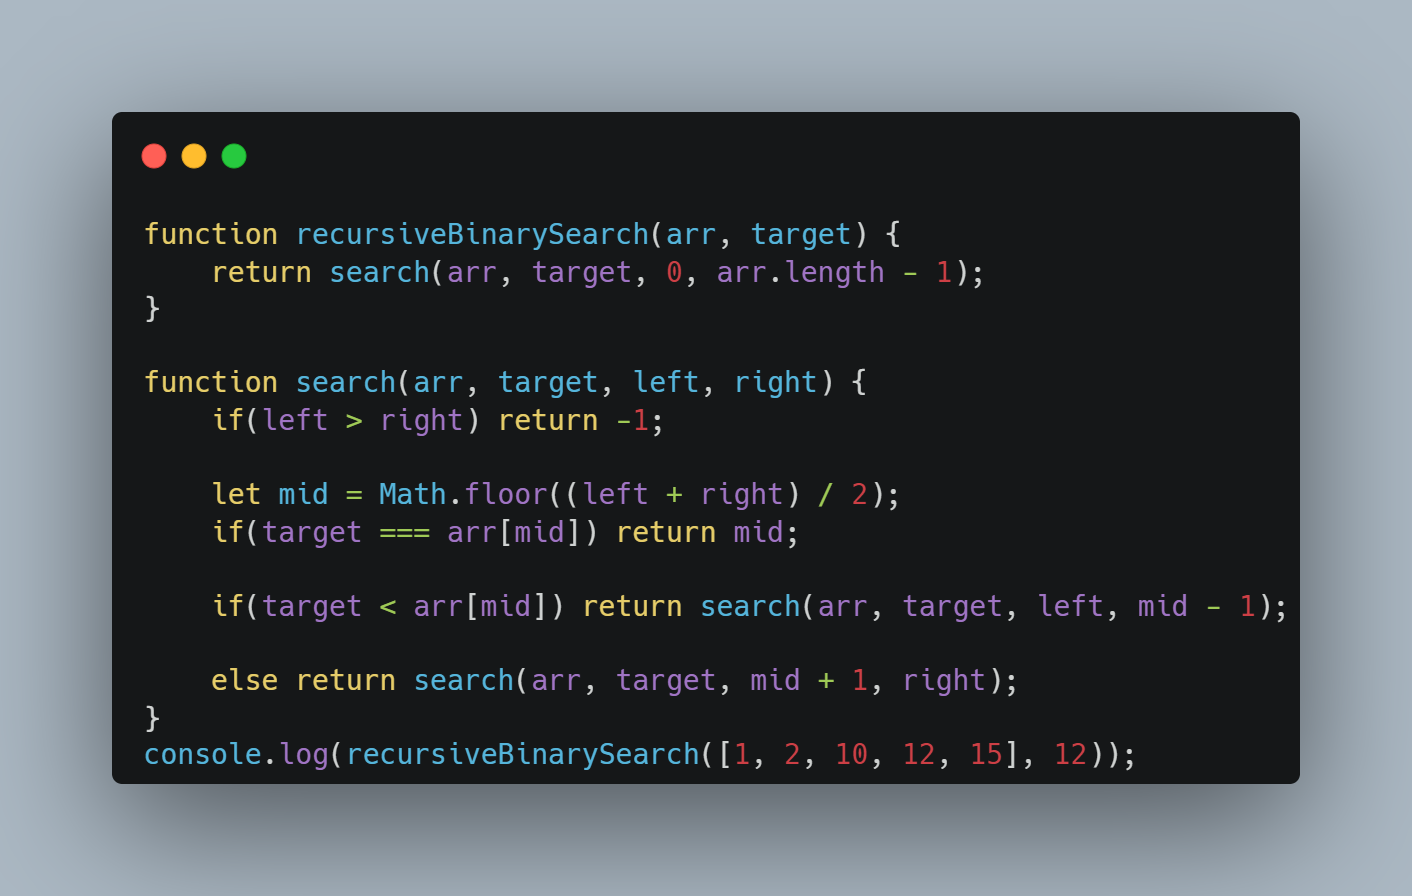 function recursiveBinarySearch(arr, target) {
    return search(arr, target, 0, arr.length - 1);
}

function search(arr, target, left, right) {
    if(left > right) return -1;

    let mid = Math.floor((left + right) / 2);
    if(target === arr[mid]) return mid;

    if(target < arr[mid]) return search(arr, target, left, mid - 1);

    else return search(arr, target, mid + 1, right);
}
console.log(recursiveBinarySearch([1, 2, 10, 12, 15], 12));